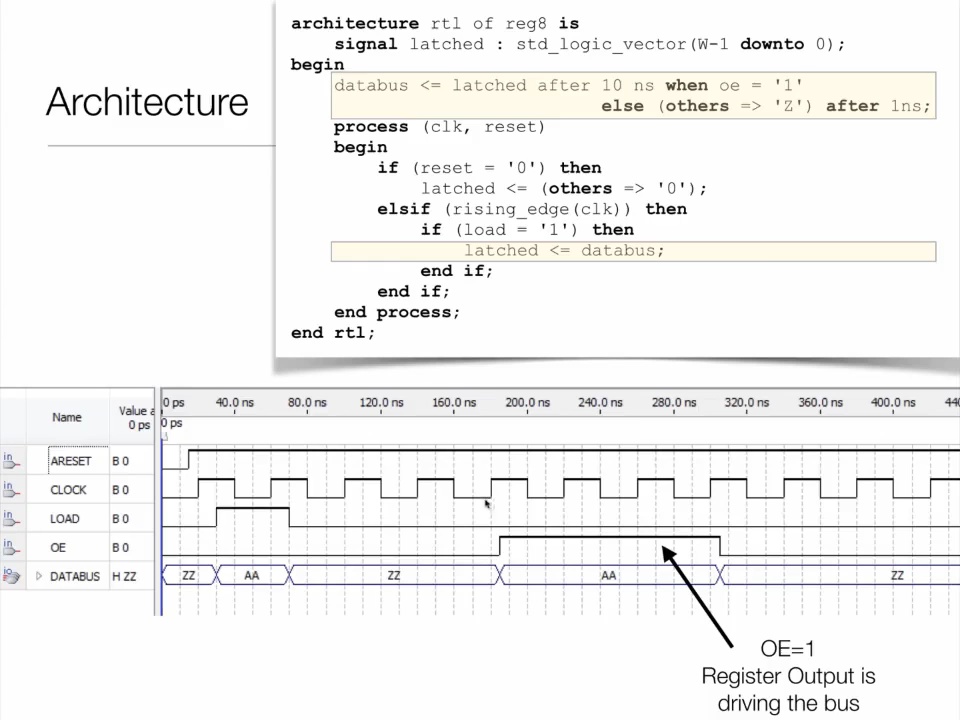 Architecture
architecture rtl of reg8 is
signal latched : std_logic_vector(W-1 downto 0);
begin
databus <= latched after 10 ns when oe = '1'
else (others => 'Z') after 1ns;
process (clk, reset)
begin
if (reset = '0') then
latched <= (others => '0');
elsif (rising_edge(clk)) then
if (load = '1') then
latched <= databus;
end if;
end if;
end process;
end rtl;
Name Value a 0 ps 40.0 ns 80.0 ns 120.0 ns 160.0 ns 200.0 ns 240.0 ns 280.0 ns 320.0 ns 360.0 ns 400.0 ns 440
0 ps 0 ps
in ARESET B 0
in CLOCK B 0
in LOAD B 0
in OE B 0
io DATABUS H ZZ ZZ AA ZZ AA ZZ
OE=1
Register Output is
driving the bus